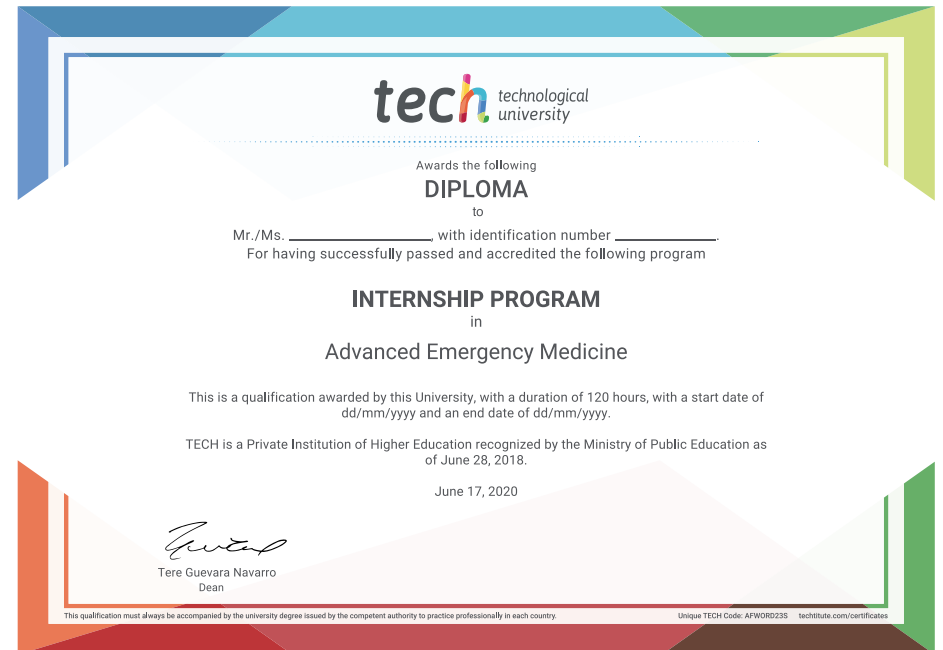 tech technological
university
Awards the following
DIPLOMA
to
Mr./Ms. ____________, with identification number ____________.
For having successfully passed and accredited the following program
INTERNSHIP PROGRAM
in
Advanced Emergency Medicine
This is a qualification awarded by this University, with a duration of 120 hours, with a start date of
dd/mm/yyyy and an end date of dd/mm/yyyy.
TECH is a Private Institution of Higher Education recognized by the Ministry of Public Education as
of June 28, 2018.
June 17, 2020
Tere Guevara Navarro
Dean
This qualification must always be accompanied by the university degree issued by the competent authority to practice professionally in each country. Unique TECH Code: AFWORD23S techtitute.com/certificates